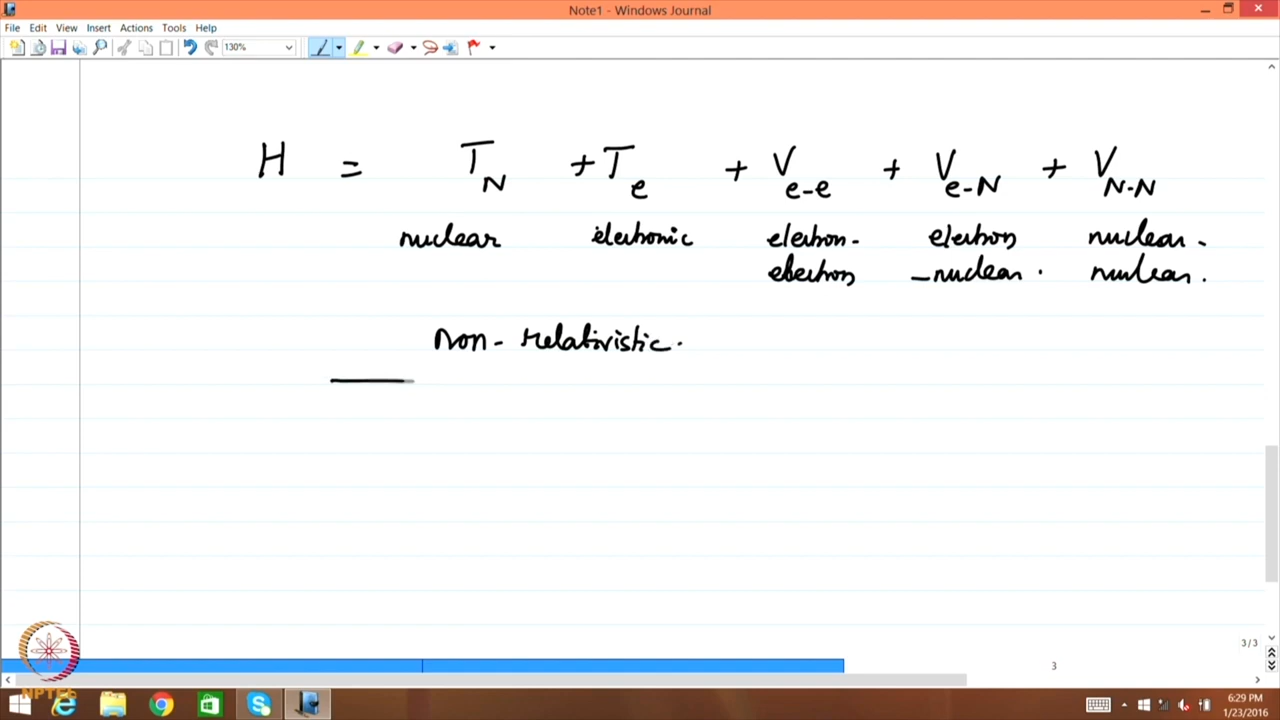 Note1 - Windows Journal
File Edit View Insert Actions Tools Help
130%
H = T_N + T_e + V_e-e + V_e-N + V_N-N
nuclear electronic electron- electron nuclear-
electron -nuclear. nuclear.
non-relativistic.
3/3
3
NPTEL
6:29 PM
1/23/2016